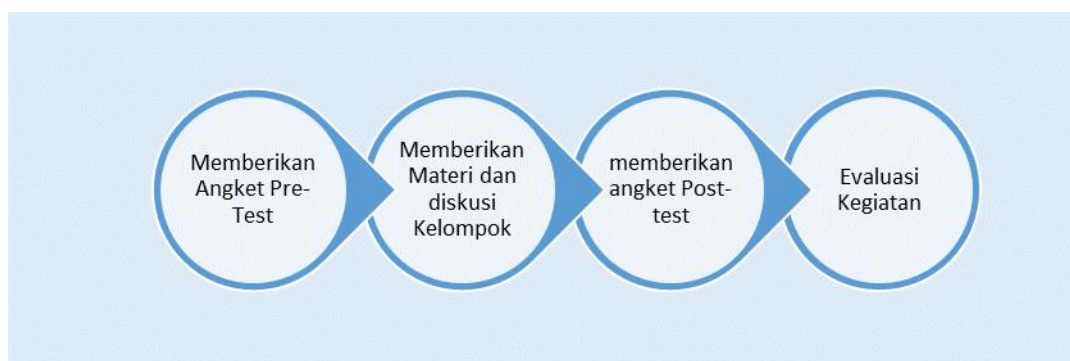 Memberikan
Angket Pre-
Test
Memberikan
Materi dan
diskusi
Kelompok
memberikan
angket Post-
test
Evaluasi
Kegiatan